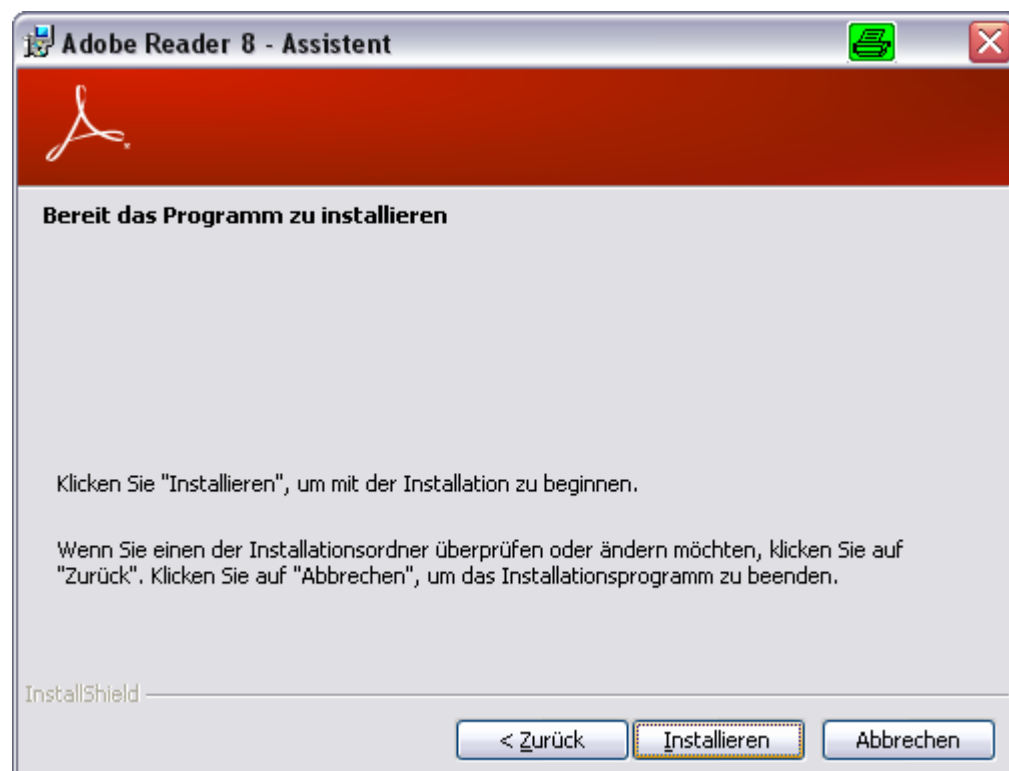 Adobe Reader 8 - Assistent
Bereit das Programm zu installieren
Klicken Sie "Installieren", um mit der Installation zu beginnen.
Wenn Sie einen der Installationsordner überprüfen oder ändern möchten, klicken Sie auf
"Zurück". Klicken Sie auf "Abbrechen", um das Installationsprogramm zu beenden.
InstallShield
< Zurück Installieren Abbrechen